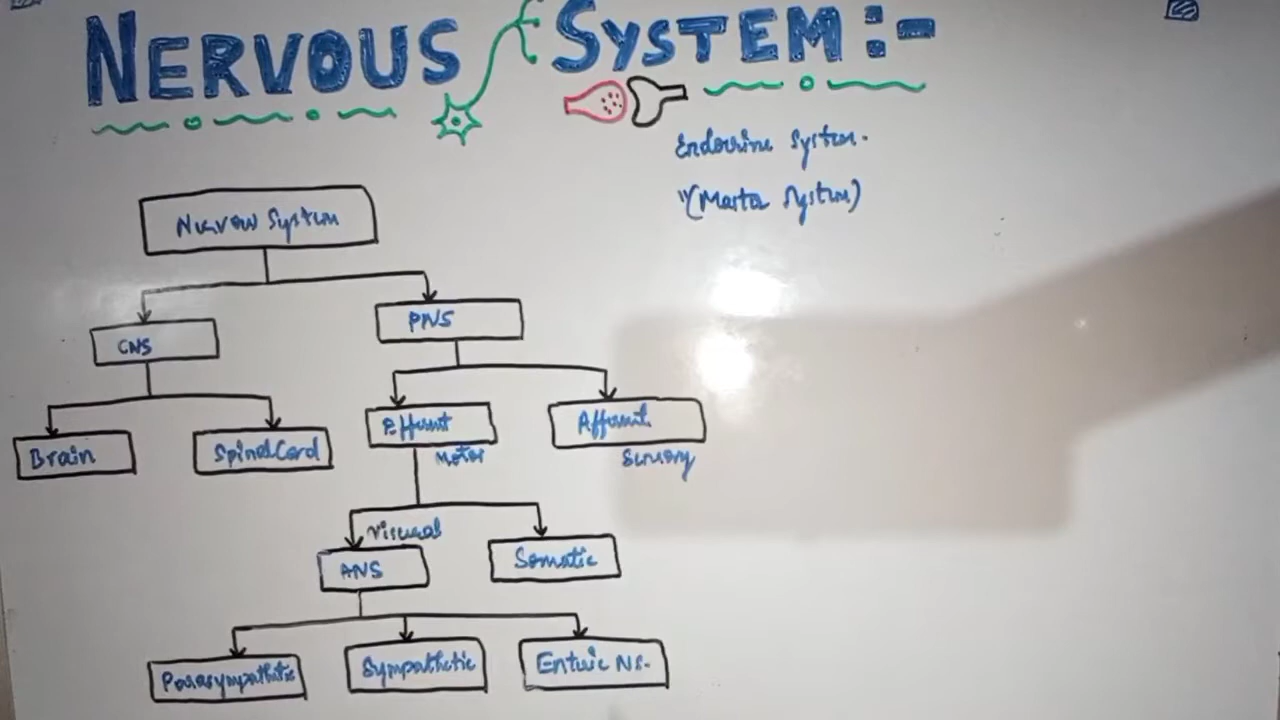 NERVOUS SYSTEM :-
Endocrine System.
(Master System)
Nervous System
CNS
PNS
Brain
Spinal Cord
Efferent
Motor
Afferent
Sensory
Visceral
ANS
Somatic
Parasympathetic
Sympathetic
Enteric NS.